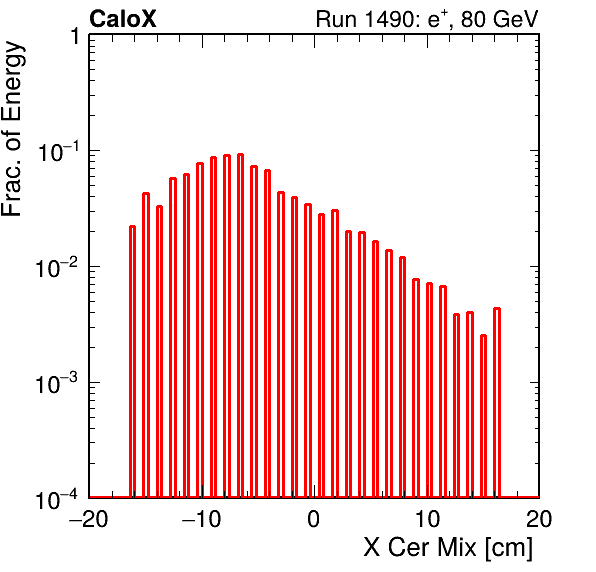 CaloX Run 1490: e⁺, 80 GeV
Frac. of Energy
1
10⁻¹
10⁻²
10⁻³
10⁻⁴
−20 −10 0 10 20
X Cer Mix [cm]